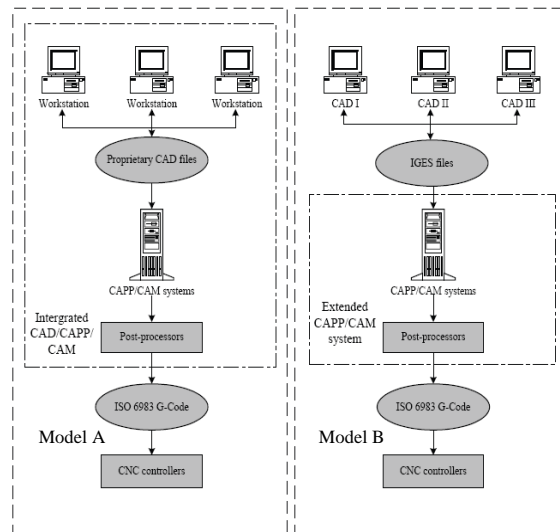 Workstation
Workstation
Workstation
Proprietary CAD files
CAPP/CAM systems
Intergrated
CAD/CAPP/
CAM
Post-processors
ISO 6983 G-Code
Model A
CNC controllers
CAD I
CAD II
CAD III
IGES files
CAPP/CAM systems
Extended
CAPP/CAM
system
Post-processors
ISO 6983 G-Code
Model B
CNC controllers